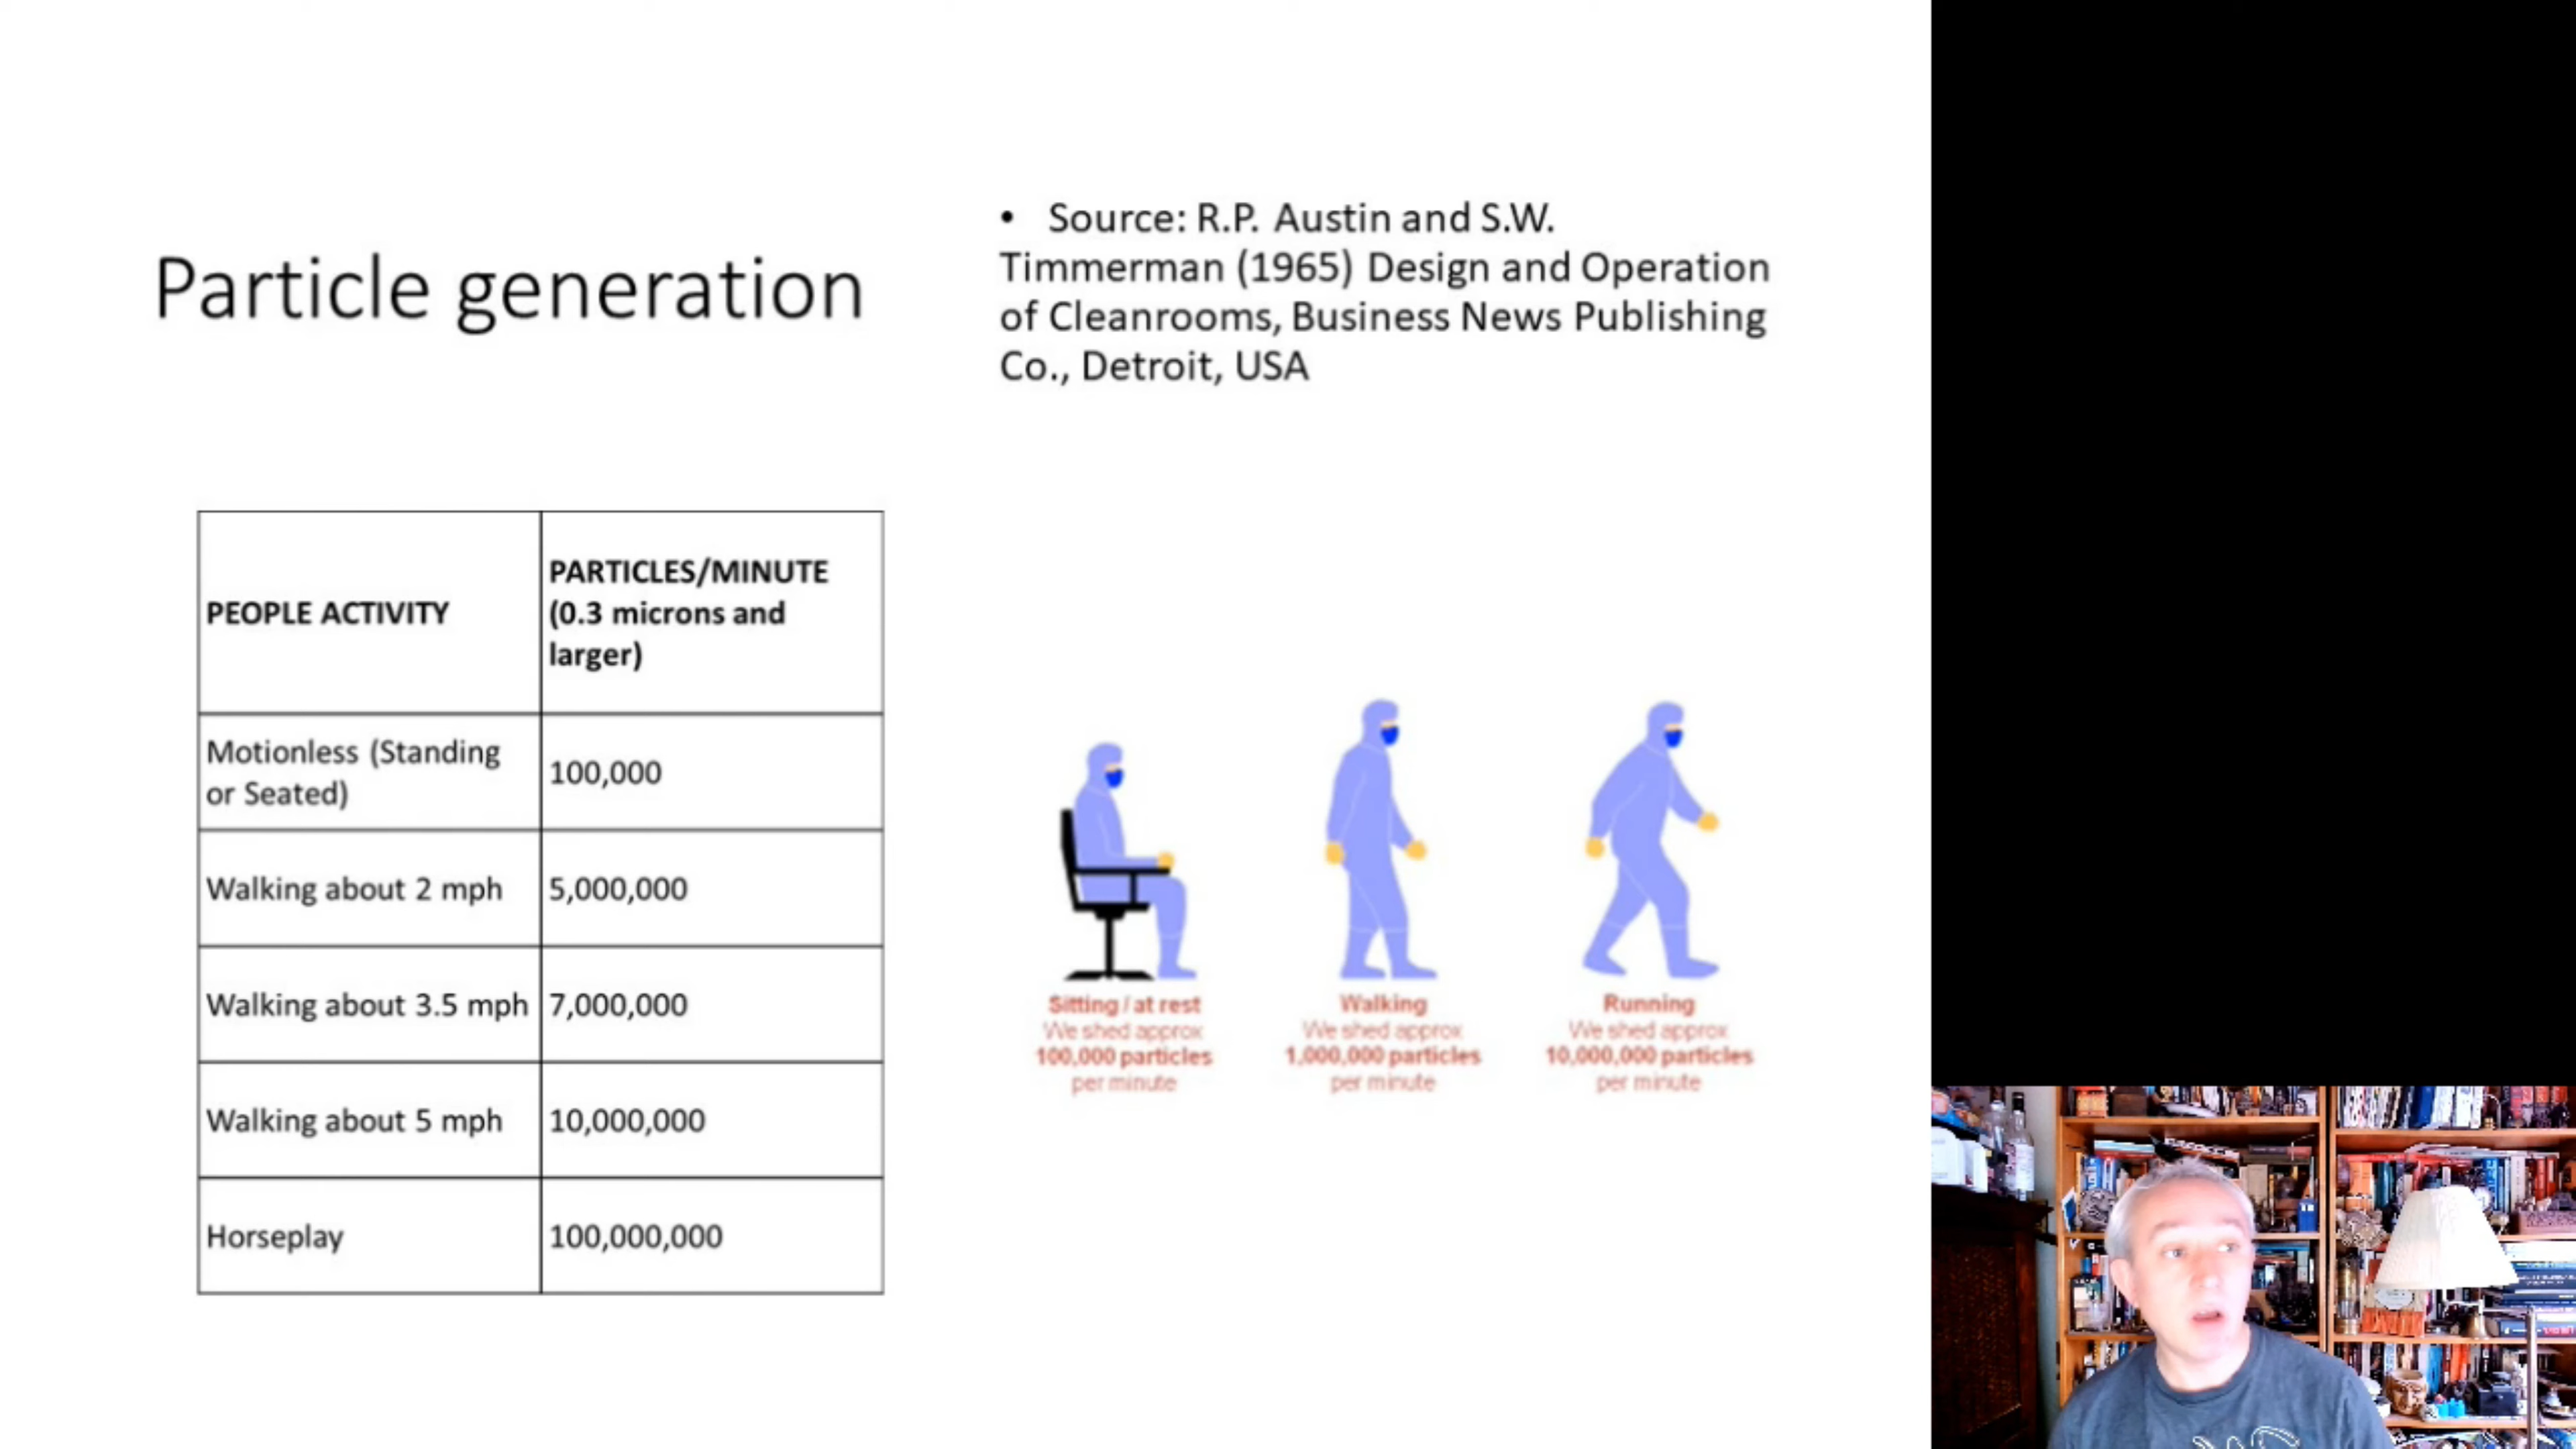 Particle generation
• Source: R.P. Austin and S.W.
Timmerman (1965) Design and Operation
of Cleanrooms, Business News Publishing
Co., Detroit, USA
PEOPLE ACTIVITY
PARTICLES/MINUTE
(0.3 microns and
larger)
Motionless (Standing
or Seated)
100,000
Walking about 2 mph
5,000,000
Walking about 3.5 mph
7,000,000
Walking about 5 mph
10,000,000
Horseplay
100,000,000
Sitting / at rest
We shed approx
100,000 particles
per minute
Walking
We shed approx
1,000,000 particles
per minute
Running
We shed approx
10,000,000 particles
per minute